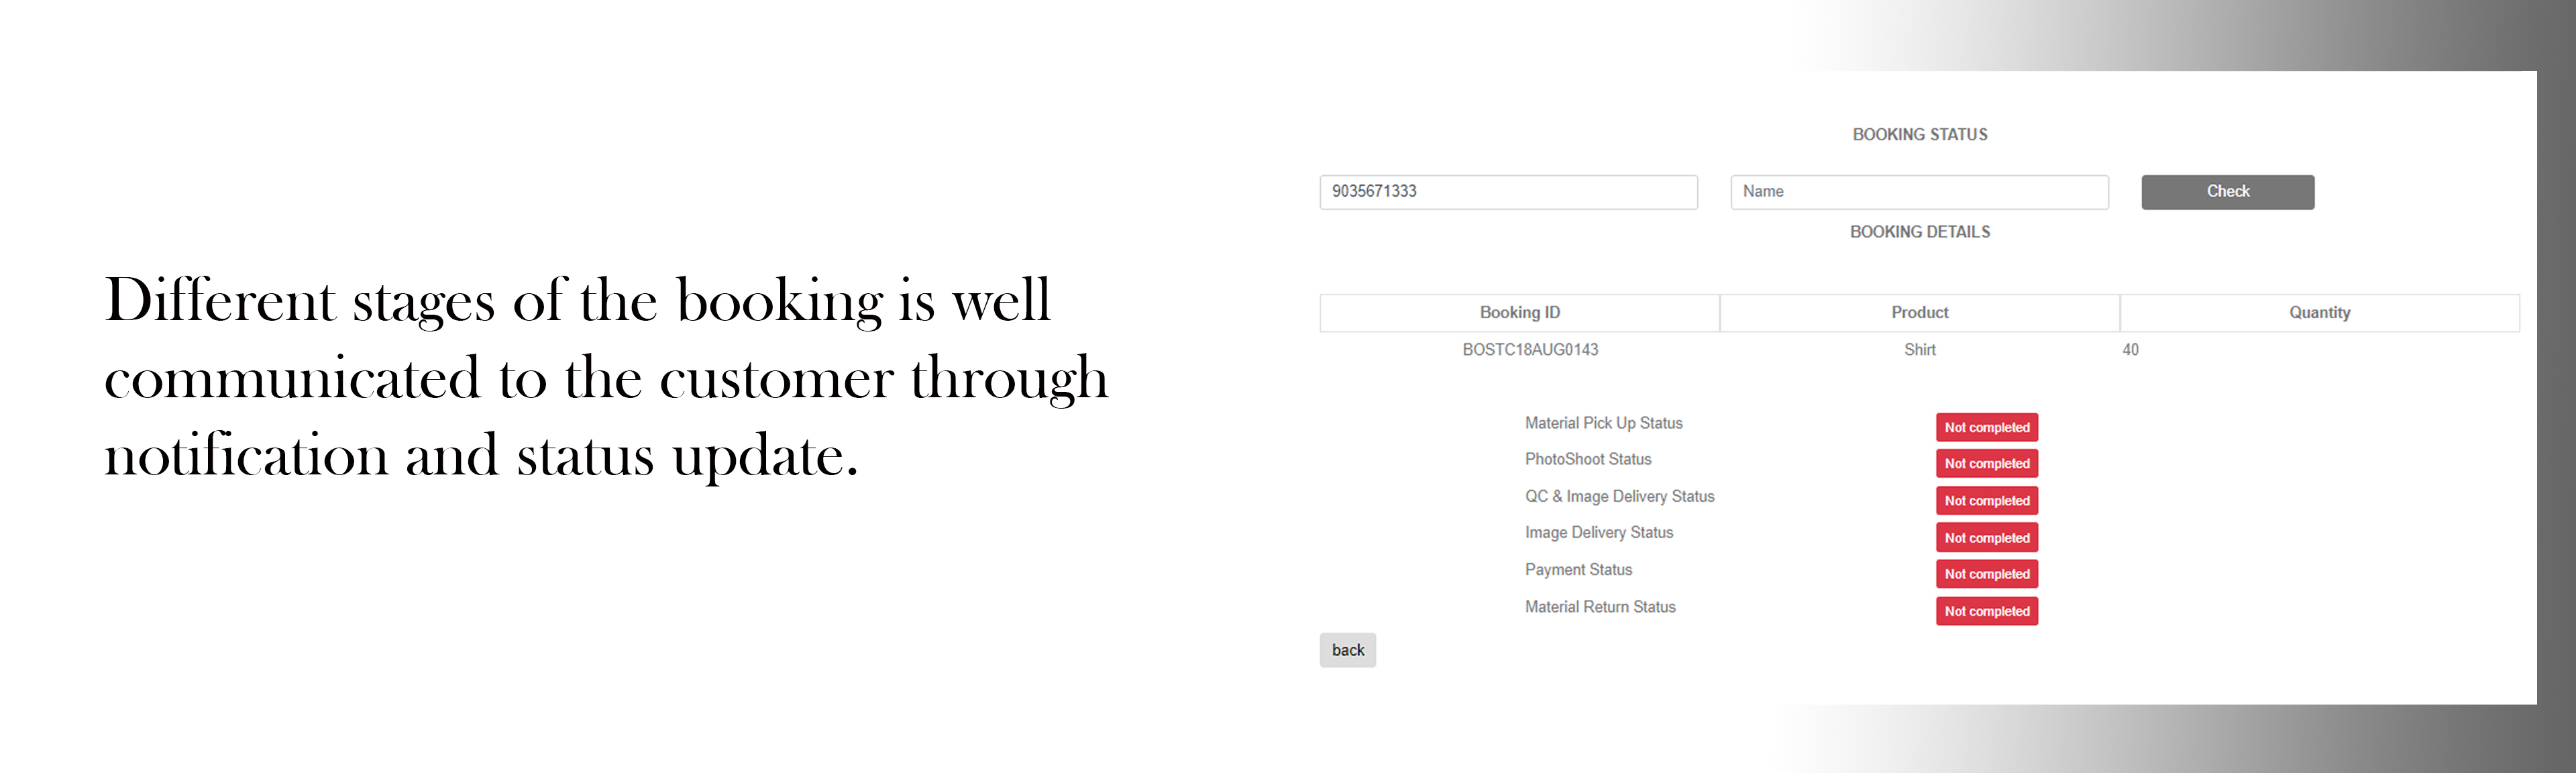 Different stages of the booking is well
communicated to the customer through
notification and status update.
BOOKING STATUS
9035671333 Name Check
BOOKING DETAILS
Booking ID Product Quantity
BOSTC18AUG0143 Shirt 40
Material Pick Up Status Not completed
PhotoShoot Status Not completed
QC & Image Delivery Status Not completed
Image Delivery Status Not completed
Payment Status Not completed
Material Return Status Not completed
back